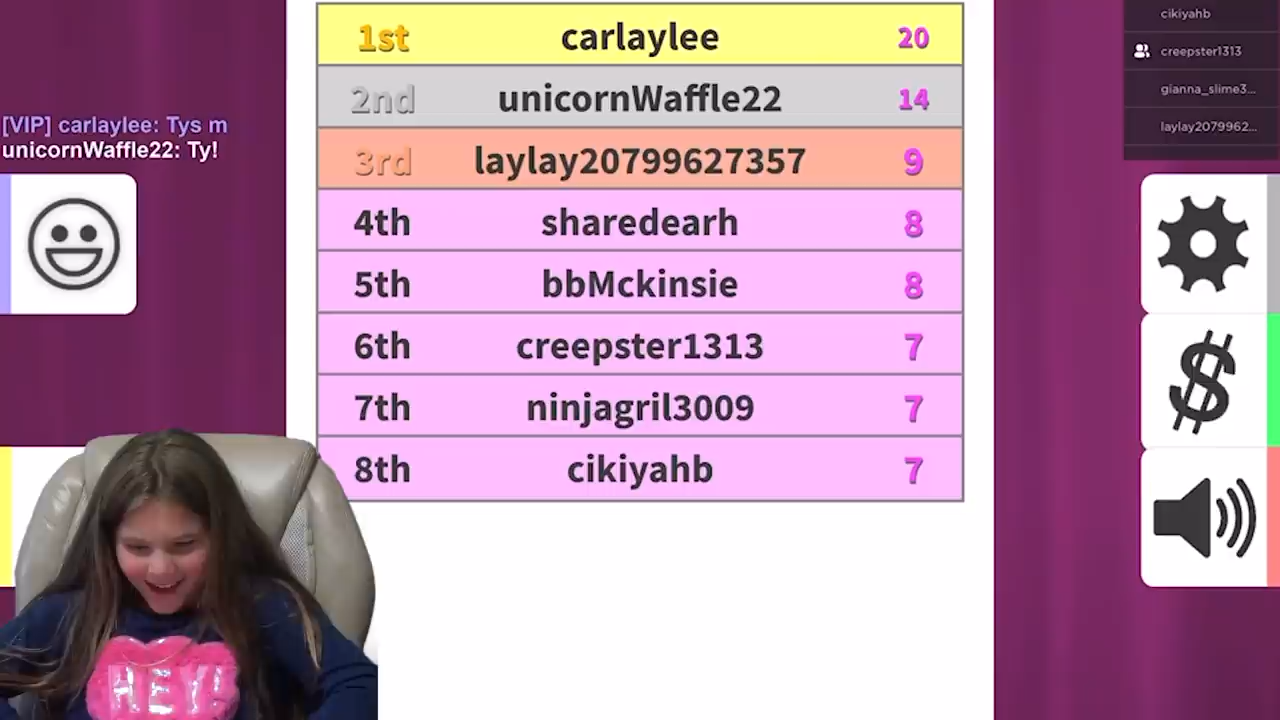 1st carlaylee 20
2nd unicornWaffle22 14
3rd laylay20799627357 9
4th sharedearh 8
5th bbMckinsie 8
6th creepster1313 7
7th ninjagril3009 7
8th cikiyahb 7
[VIP] carlaylee: Tys m
unicornWaffle22: Ty!
cikiyahb
creepster1313
gianna_slime3...
laylay2079962...
$
HEY!